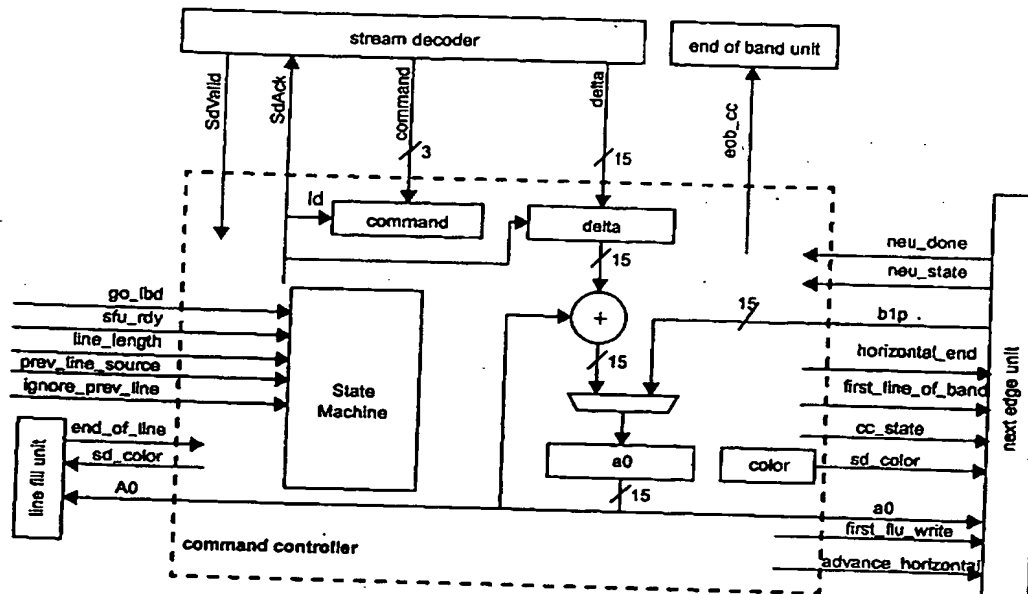 stream decoder
end of band unit
SdValid
SdAck
command
delta
eob_cc
3
15
ld
command
delta
15
neu_done
neu_state
go_lbd
sfu_rdy
line_length
prev_line_source
ignore_prev_line
State
Machine
+
15
b1p
15
horizontal_end
first_line_of_band
cc_state
sd_color
next edge unit
line fill unit
end_of_line
sd_color
A0
a0
color
15
a0
first_flu_write
advance_horizontal
command controller